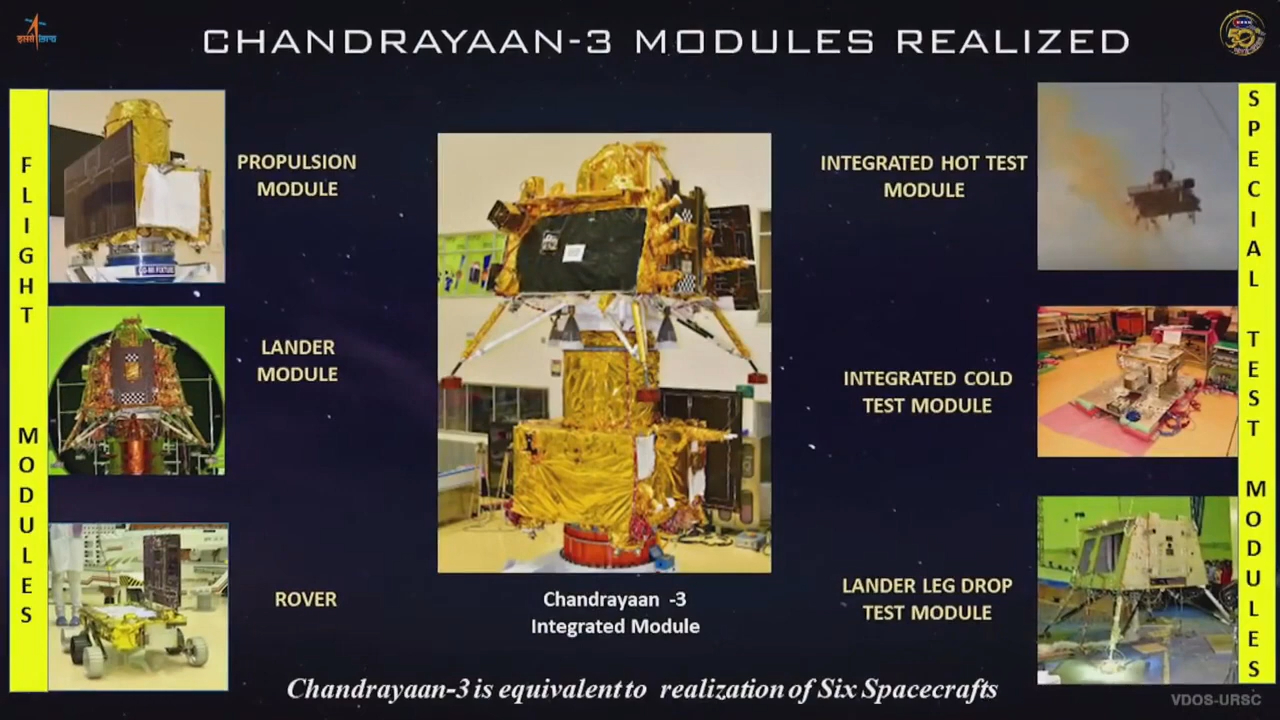 इसरो isro
CHANDRAYAAN-3 MODULES REALIZED
FLIGHT MODULES
PROPULSION
MODULE
LANDER
MODULE
ROVER
Chandrayaan -3
Integrated Module
INTEGRATED HOT TEST
MODULE
INTEGRATED COLD
TEST MODULE
LANDER LEG DROP
TEST MODULE
SPECIAL TEST MODULES
Chandrayaan-3 is equivalent to realization of Six Spacecrafts
VDOS-URSC